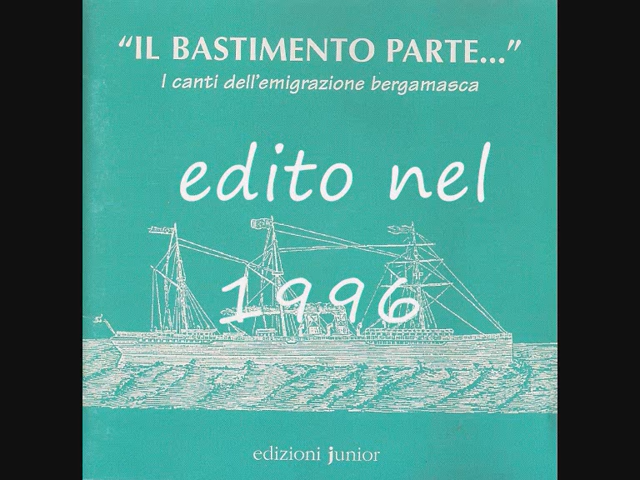 “IL BASTIMENTO PARTE...”
I canti dell'emigrazione bergamasca
edito nel
1996
edizioni junior